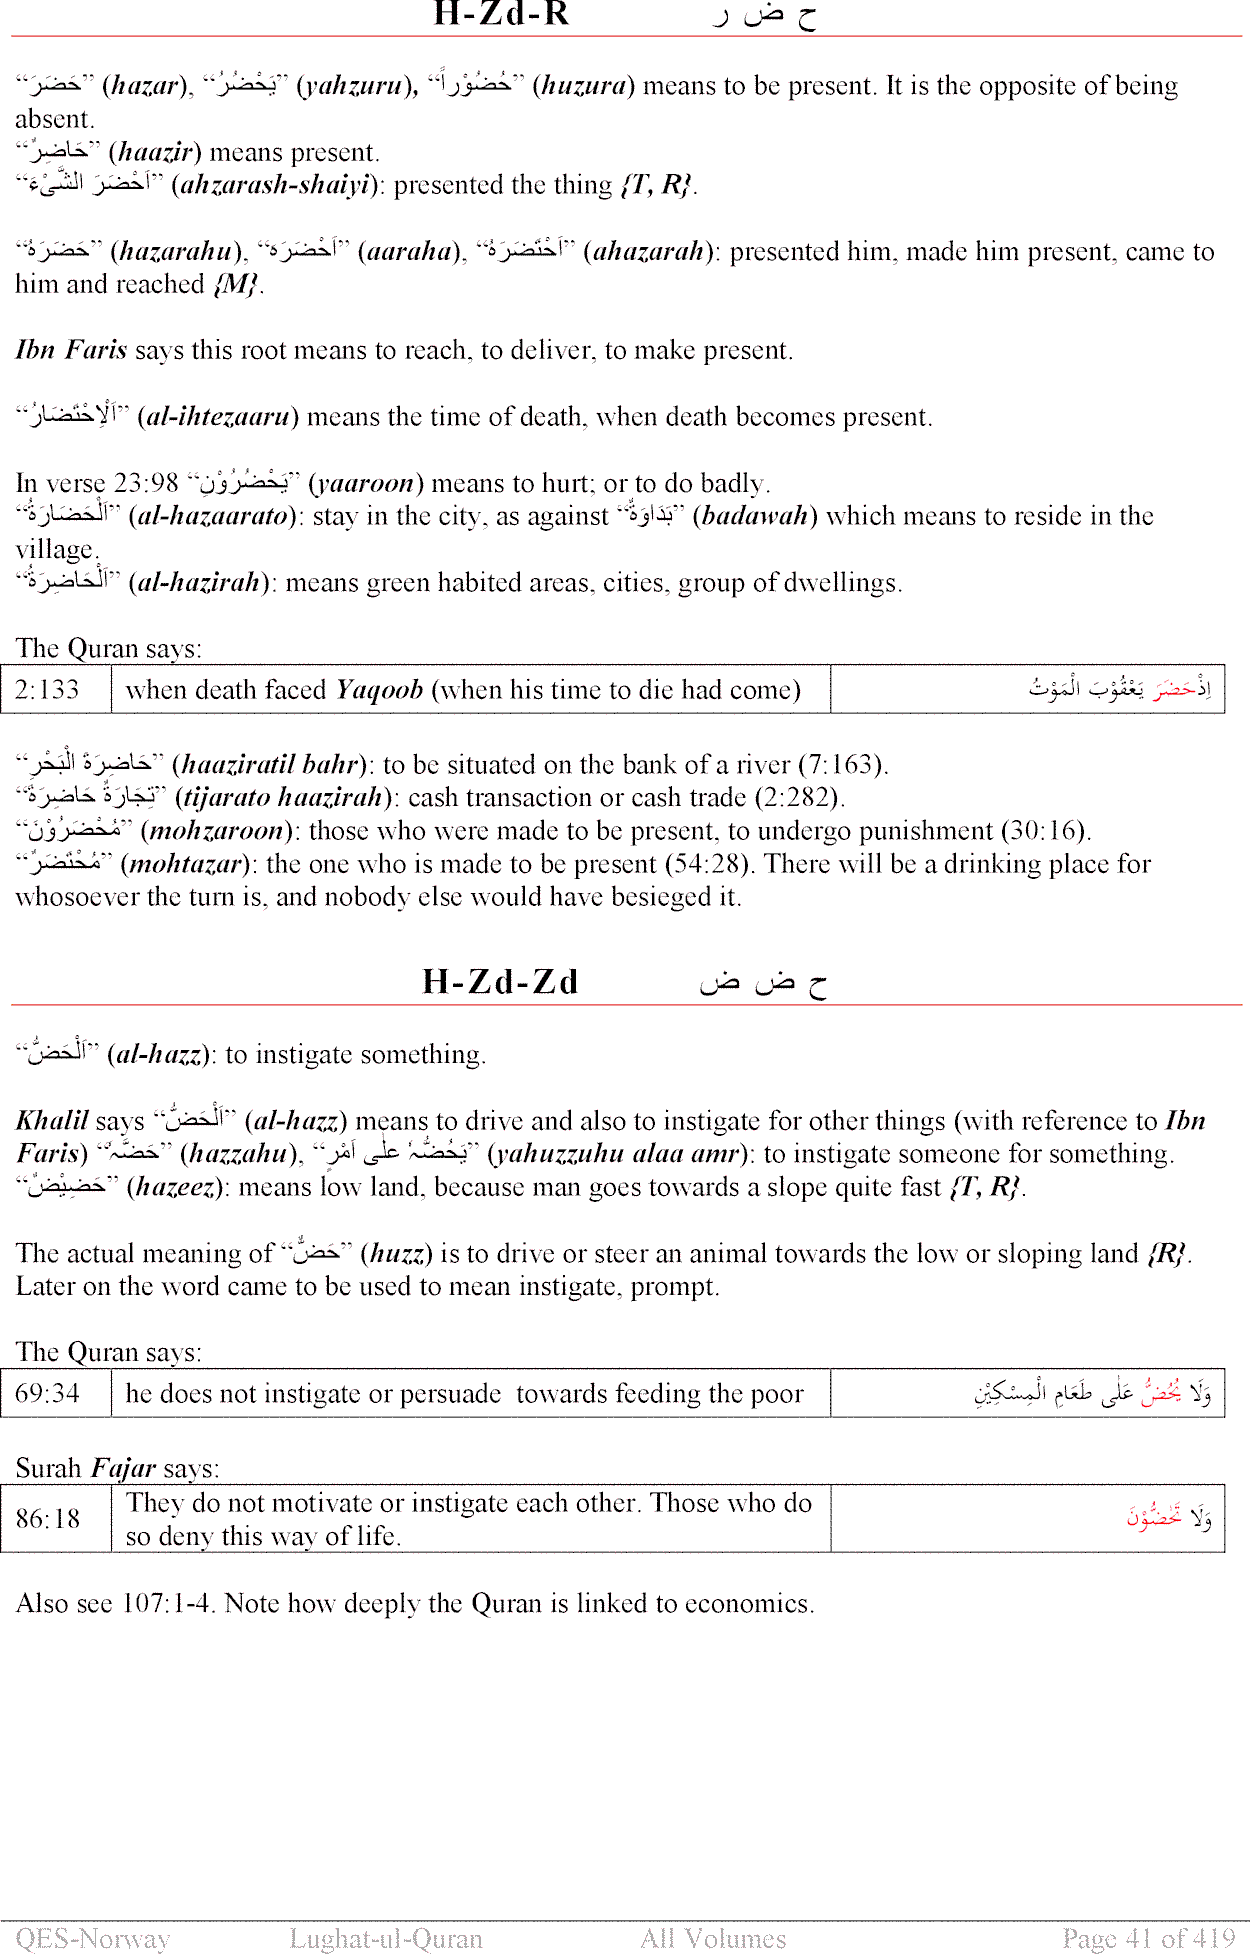 H-Zd-R ح ض ر
“حَضَرَ” (hazar), “يَحْضُرُ” (yahzuru), “حُضُوْراً” (huzura) means to be present. It is the opposite of being
absent.
“حَاضِرٌ” (haazir) means present.
“اَحْضَرَ الشَّىْءَ” (ahzarash-shaiyi): presented the thing {T, R}.
“حَضَرَهُ” (hazarahu), “اَحْضَرَه” (aaraha), “اَحْتَضَرَهُ” (ahazarah): presented him, made him present, came to
him and reached {M}.
Ibn Faris says this root means to reach, to deliver, to make present.
“اَلْاِحْتَضَارُ” (al-ihtezaaru) means the time of death, when death becomes present.
In verse 23:98 “يَحْضُرُوْنِ” (yaaroon) means to hurt; or to do badly.
“اَلْحَضَارَةُ” (al-hazaarato): stay in the city, as against “بَدَاوَةٌ” (badawah) which means to reside in the
village.
“اَلْحَاضِرَةُ” (al-hazirah): means green habited areas, cities, group of dwellings.
The Quran says:
2:133 when death faced Yaqoob (when his time to die had come) اِذْحَضَرَ يَعْقُوْبَ الْمَوْتُ
“حَاضِرَةَ الْبَحْرِ” (haaziratil bahr): to be situated on the bank of a river (7:163).
“تِجَارَةٌ حَاضِرَةٌ” (tijarato haazirah): cash transaction or cash trade (2:282).
“مُحْضَرُوْنَ” (mohzaroon): those who were made to be present, to undergo punishment (30:16).
“مُحْتَضَرٌ” (mohtazar): the one who is made to be present (54:28). There will be a drinking place for
whosoever the turn is, and nobody else would have besieged it.
H-Zd-Zd ح ض ض
“اَلْحَضُّ” (al-hazz): to instigate something.
Khalil says “اَلْحَضُّ” (al-hazz) means to drive and also to instigate for other things (with reference to Ibn
Faris) “حَضَّہٗ” (hazzahu), “يَحُضُّہٗ عَلٰى اَمْرٍ” (yahuzzuhu alaa amr): to instigate someone for something.
“حَضِيْضٌ” (hazeez): means low land, because man goes towards a slope quite fast {T, R}.
The actual meaning of “حَضٌّ” (huzz) is to drive or steer an animal towards the low or sloping land {R}.
Later on the word came to be used to mean instigate, prompt.
The Quran says:
69:34 he does not instigate or persuade towards feeding the poor وَلَا يَحُضُّ عَلٰى طَعَامِ الْمِسْكِيْنِ
Surah Fajar says:
86:18 They do not motivate or instigate each other. Those who do
so deny this way of life. وَلَا تَحٰضُّوْنَ
Also see 107:1-4. Note how deeply the Quran is linked to economics.
QES-Norway Lughat-ul-Quran All Volumes Page 41 of 419